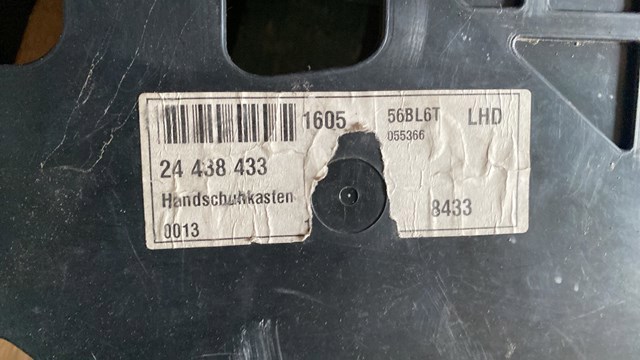 1605 56BL6T LHD
055366
24 438 433
Handschuhkasten
8433
0013